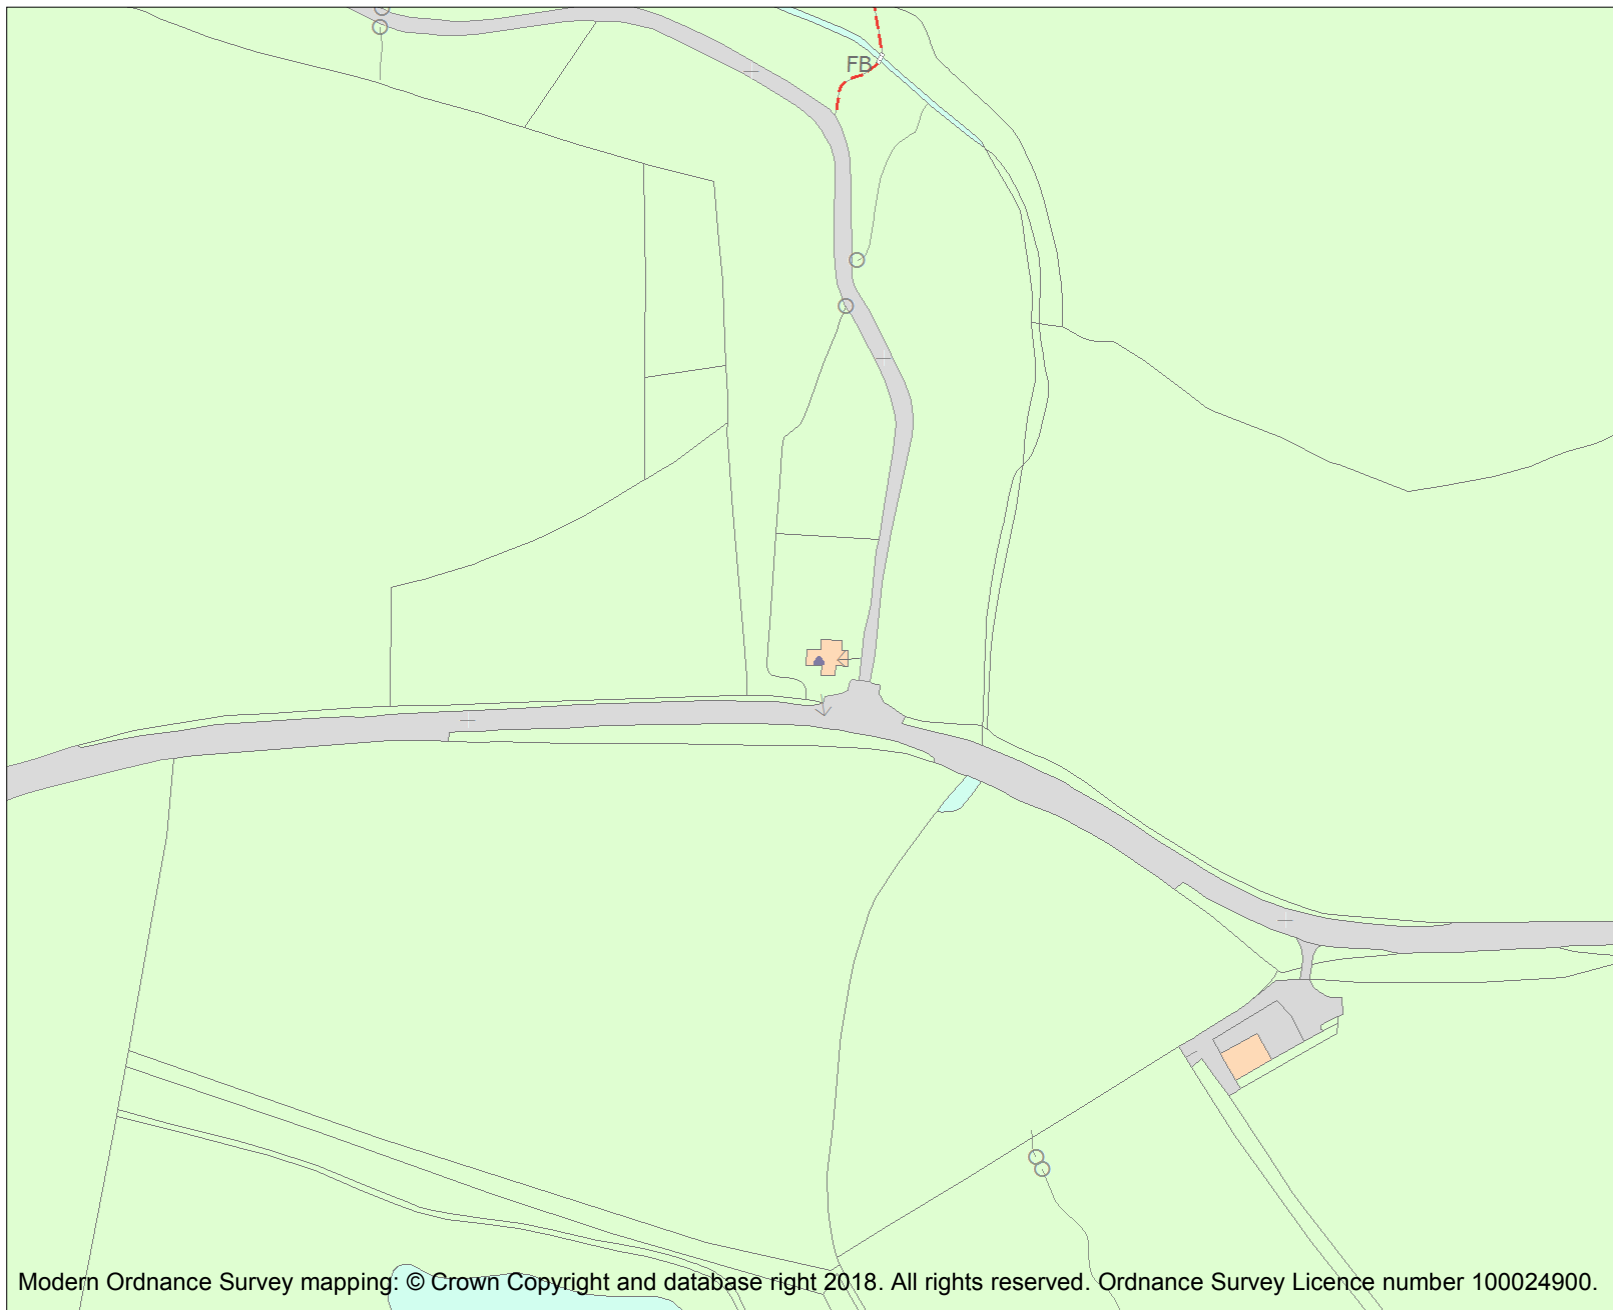 FB
Modern Ordnance Survey mapping: © Crown Copyright and database right 2018. All rights reserved. Ordnance Survey Licence number 100024900.